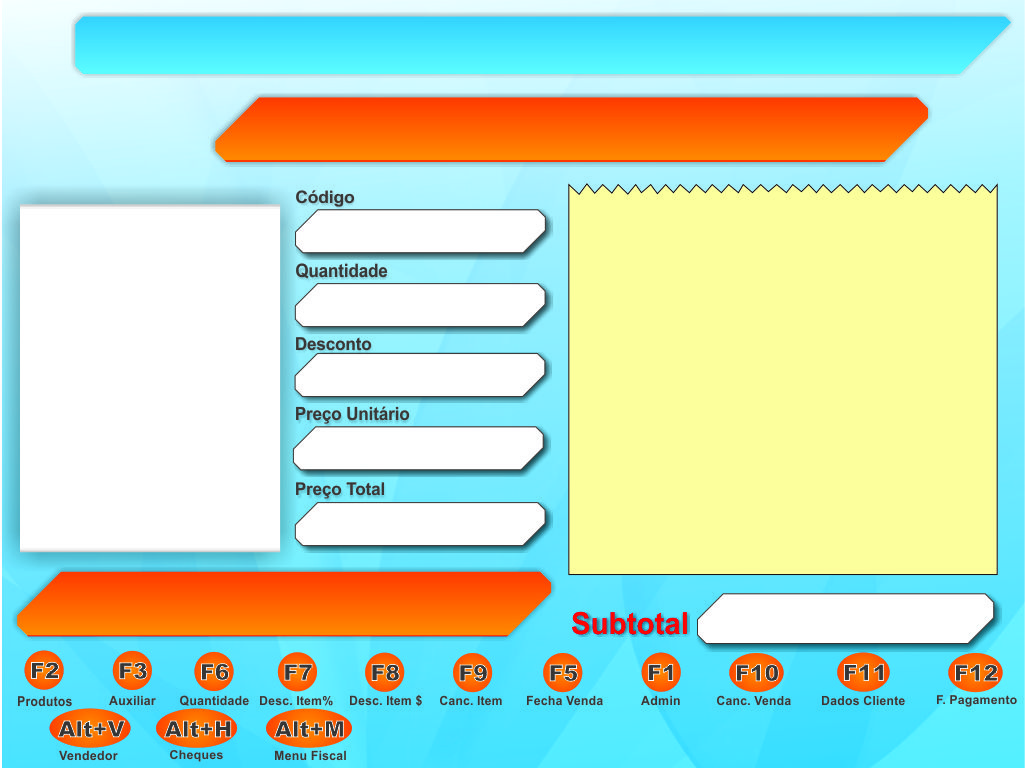 Código
Quantidade
Desconto
Preço Unitário
Preço Total
Subtotal
F2 F3 F6 F7 F8 F9 F5 F1 F10 F11 F12
Produtos Auxiliar Quantidade Desc. Item% Desc. Item $ Canc. Item Fecha Venda Admin Canc. Venda Dados Cliente F. Pagamento
Alt+V Alt+H Alt+M
Vendedor Cheques Menu Fiscal